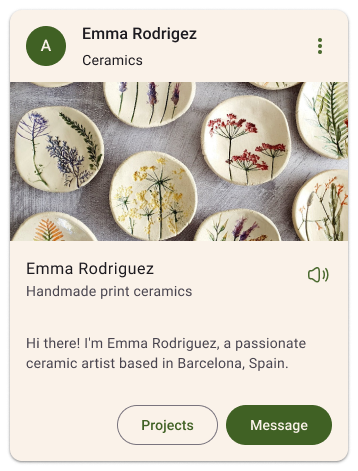 A
Emma Rodrigez
Ceramics
Emma Rodriguez
Handmade print ceramics
Hi there! I'm Emma Rodriguez, a passionate
ceramic artist based in Barcelona, Spain.
Projects
Message